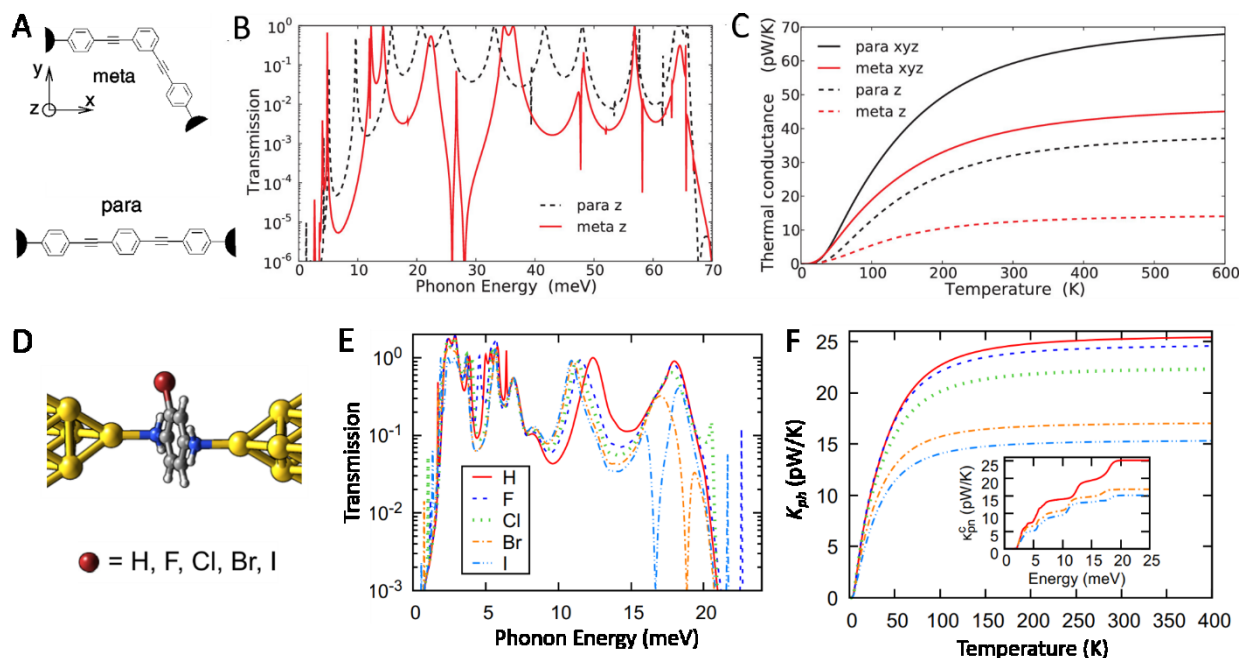 A
meta
y
z
x
para
B
Transmission
10^0
10^-1
10^-2
10^-3
10^-4
10^-5
10^-6
para z
meta z
0 10 20 30 40 50 60 70
Phonon Energy (meV)
C
Thermal conductance (pW/K)
70
60
50
40
30
20
10
0
para xyz
meta xyz
para z
meta z
100 200 300 400 500 600
Temperature (K)
D
= H, F, Cl, Br, I
E
Transmission
10^0
10^-1
10^-2
10^-3
H
F
Cl
Br
I
0 5 10 15 20
Phonon Energy (meV)
F
K_ph (pW/K)
25
20
15
10
5
0
κ^c_ph (pW/K)
25
20
15
10
5
0
0 5 10 15 20 25
Energy (meV)
0 50 100 150 200 250 300 350 400
Temperature (K)